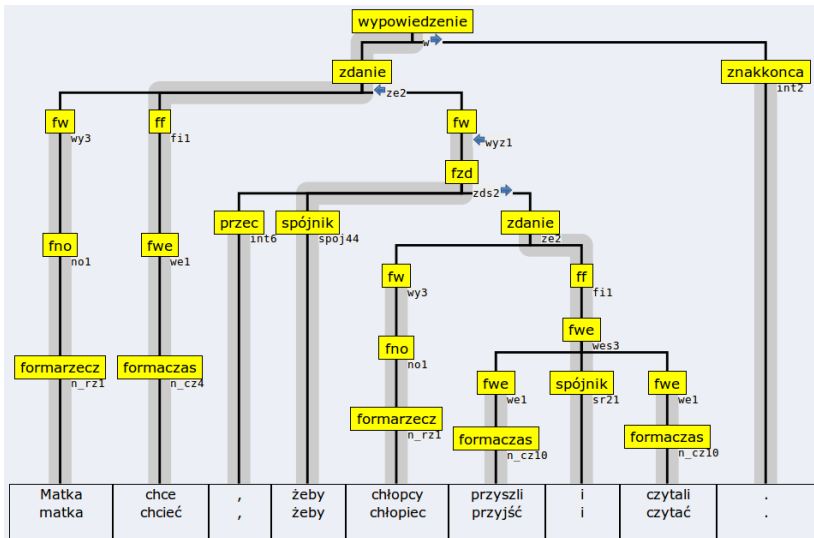 wypowiedzenie
w
zdanie znakkonca
ze2 int2
fw ff fw
wy3 fi1 wyz1
fzd
zds2
przec spójnik zdanie
int6 spoj44 ze2
fno fwe fw ff
no1 we1 wy3 fi1
fwe
wes3
fno
no1
formarzecz formaczas fwe spójnik fwe
n_rz1 n_cz4 we1 sr21 we1
formarzecz formaczas formaczas
n_rz1 n_cz10 n_cz10
Matka chce , żeby chłopcy przyszli i czytali .
matka chcieć , żeby chłopiec przyjść i czytać .